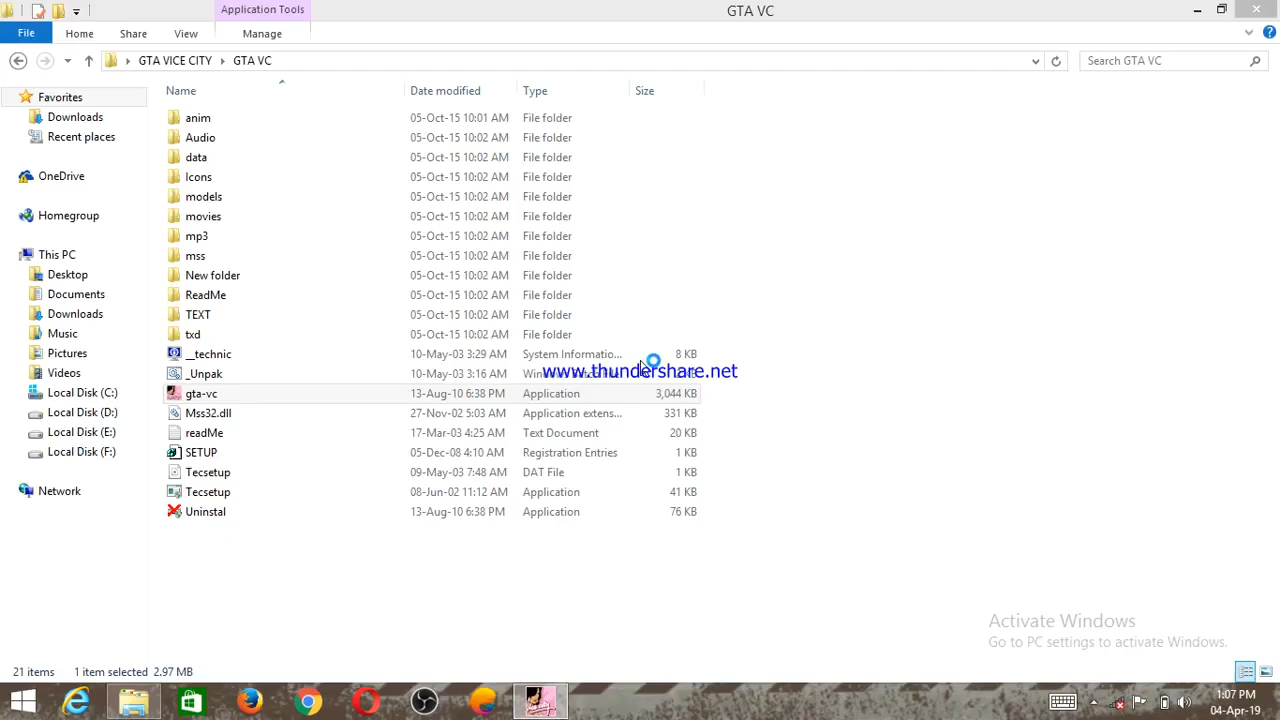 Application Tools
GTA VC
File
Home
Share
View
Manage
GTA VICE CITY
GTA VC
Search GTA VC
Name
Date modified
Type
Size
Favorites
Downloads
Recent places
OneDrive
Homegroup
This PC
Desktop
Documents
Downloads
Music
Pictures
Videos
Local Disk (C:)
Local Disk (D:)
Local Disk (E:)
Local Disk (F:)
Network
anim 05-Oct-15 10:01 AM File folder
Audio 05-Oct-15 10:02 AM File folder
data 05-Oct-15 10:02 AM File folder
Icons 05-Oct-15 10:02 AM File folder
models 05-Oct-15 10:02 AM File folder
movies 05-Oct-15 10:02 AM File folder
mp3 05-Oct-15 10:02 AM File folder
mss 05-Oct-15 10:02 AM File folder
New folder 05-Oct-15 10:02 AM File folder
ReadMe 05-Oct-15 10:02 AM File folder
TEXT 05-Oct-15 10:02 AM File folder
txd 05-Oct-15 10:02 AM File folder
__technic 10-May-03 3:29 AM System Informatio... 8 KB
_Unpak 10-May-03 3:16 AM
www.thundershare.net
gta-vc 13-Aug-10 6:38 PM Application 3,044 KB
Mss32.dll 27-Nov-02 5:03 AM Application extens... 331 KB
readMe 17-Mar-03 4:25 AM Text Document 20 KB
SETUP 05-Dec-08 4:10 AM Registration Entries 1 KB
Tecsetup 09-May-03 7:48 AM DAT File 1 KB
Tecsetup 08-Jun-02 11:12 AM Application 41 KB
Uninstal 13-Aug-10 6:38 PM Application 76 KB
Activate Windows
Go to PC settings to activate Windows.
21 items 1 item selected 2.97 MB
1:07 PM
04-Apr-19